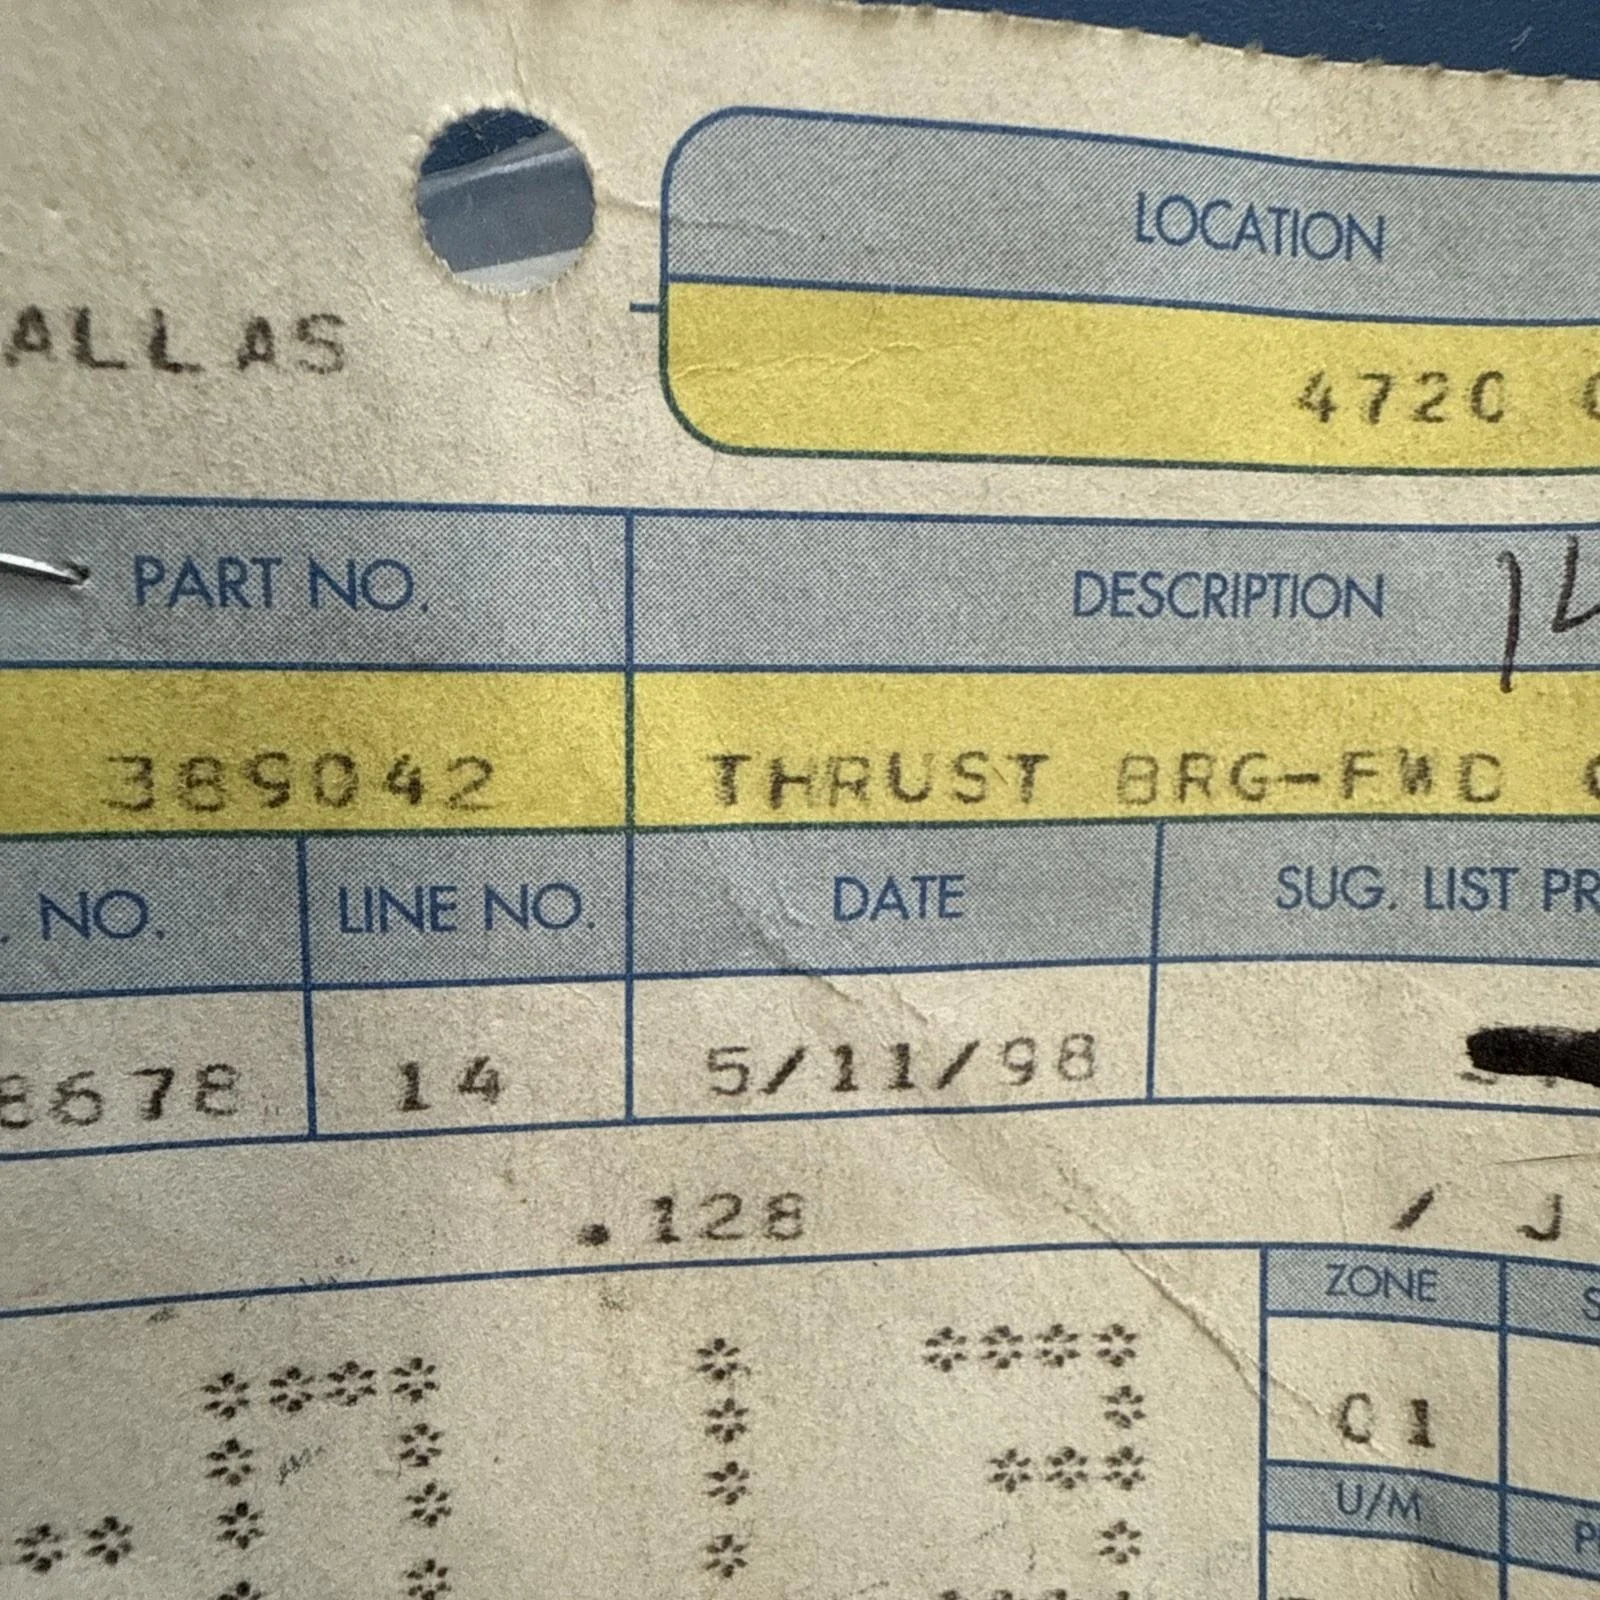 LOCATION
ALLAS
4720
PART NO. DESCRIPTION 14
389042 THRUST BRG-FWD
. NO. LINE NO. DATE SUG. LIST PR
8678 14 5/11/98
.128 / J
ZONE S
C1
U/M P